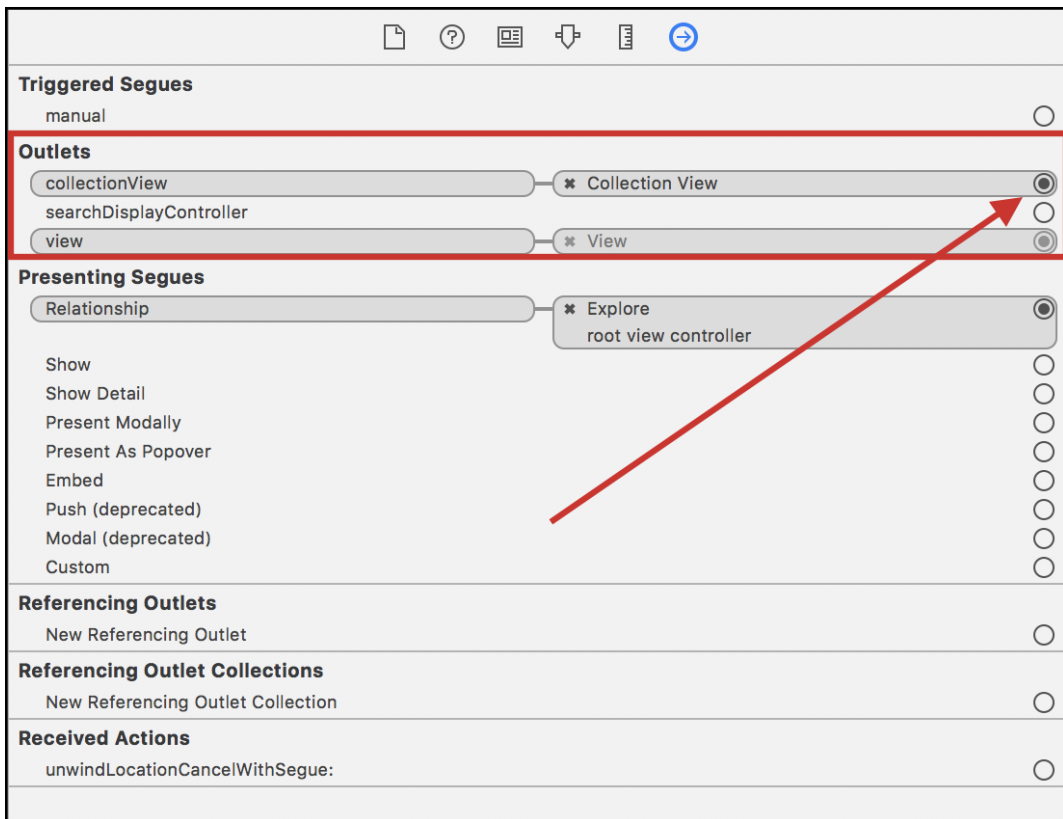 Triggered Segues
manual
Outlets
collectionView
Collection View
searchDisplayController
view
View
Presenting Segues
Relationship
Explore
root view controller
Show
Show Detail
Present Modally
Present As Popover
Embed
Push (deprecated)
Modal (deprecated)
Custom
Referencing Outlets
New Referencing Outlet
Referencing Outlet Collections
New Referencing Outlet Collection
Received Actions
unwindLocationCancelWithSegue: